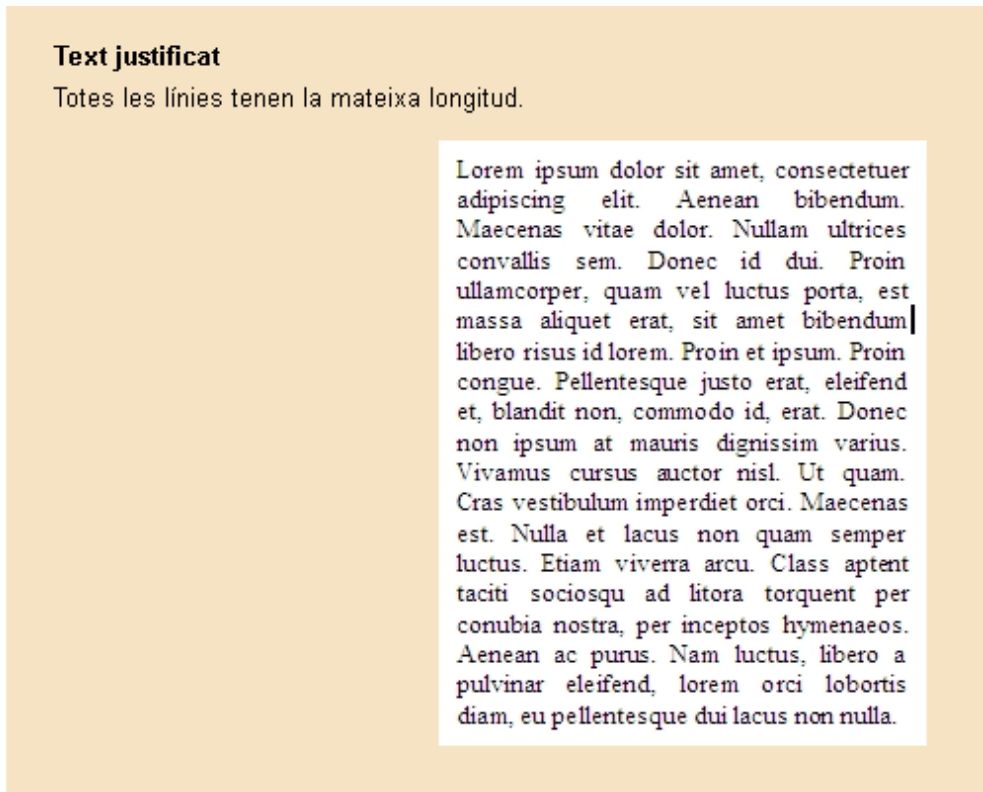 Text justificat
Totes les línies tenen la mateixa longitud.
Lorem ipsum dolor sit amet, consectetuer
adipiscing elit. Aenean bibendum.
Maecenas vitae dolor. Nullam ultrices
convallis sem. Donec id dui. Proin
ullamcorper, quam vel luctus porta, est
massa aliquet erat, sit amet bibendum
libero risus id lorem. Proin et ipsum. Proin
congue. Pellentesque justo erat, eleifend
et, blandit non, commodo id, erat. Donec
non ipsum at mauris dignissim varius.
Vivamus cursus auctor nisl. Ut quam.
Cras vestibulum imperdiet orci. Maecenas
est. Nulla et lacus non quam semper
luctus. Etiam viverra arcu. Class aptent
taciti sociosqu ad litora torquent per
conubia nostra, per inceptos hymenaeos.
Aenean ac purus. Nam luctus, libero a
pulvinar eleifend, lorem orci lobortis
diam, eu pellentesque dui lacus non nulla.